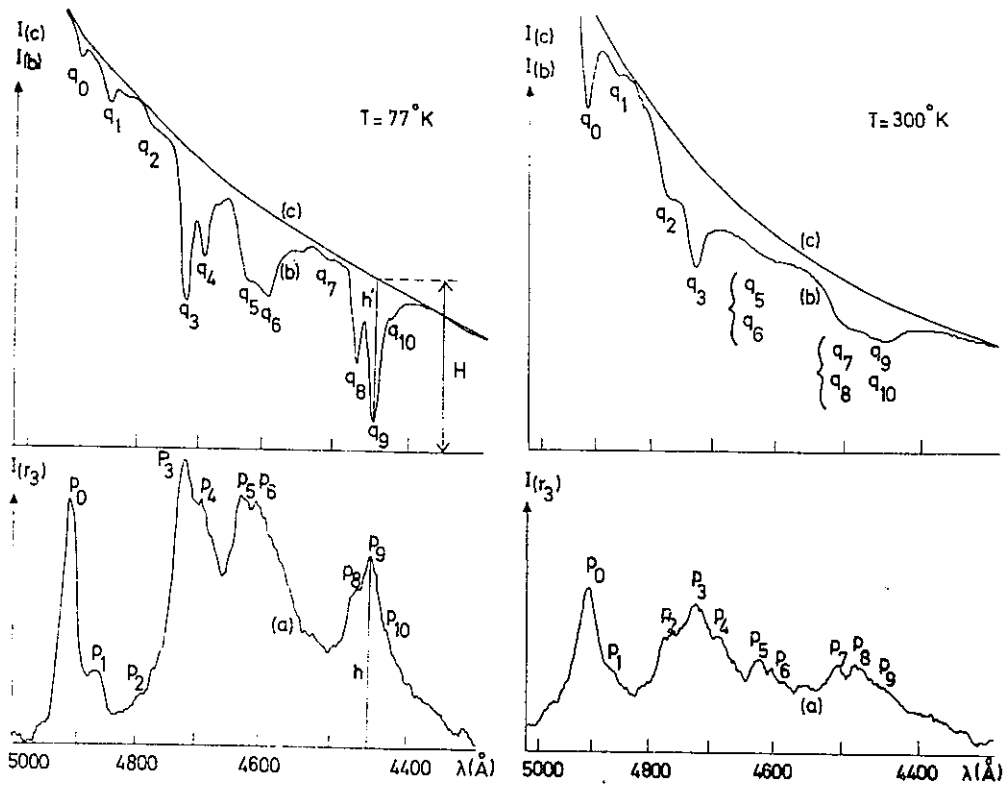 I(c)
I(b)
q0
q1
q2
q3
q4
q5
q6
q7
q8
q9
q10
(c)
(b)
h'
H
T = 77°K
I(c)
I(b)
q0
q1
q2
q3
q5
q6
q7 q9
q8 q10
(c)
(b)
T = 300°K
I(r3)
P0
P1
P2
P3
P4
P5 P6
P8
P9
P10
(a)
h
5000 4800 4600 4400 λ(Å)
I(r3)
P0
P1
P2
P3
P4
P5
P6
P7
P8
P9
(a)
5000 4800 4600 4400 λ(Å)